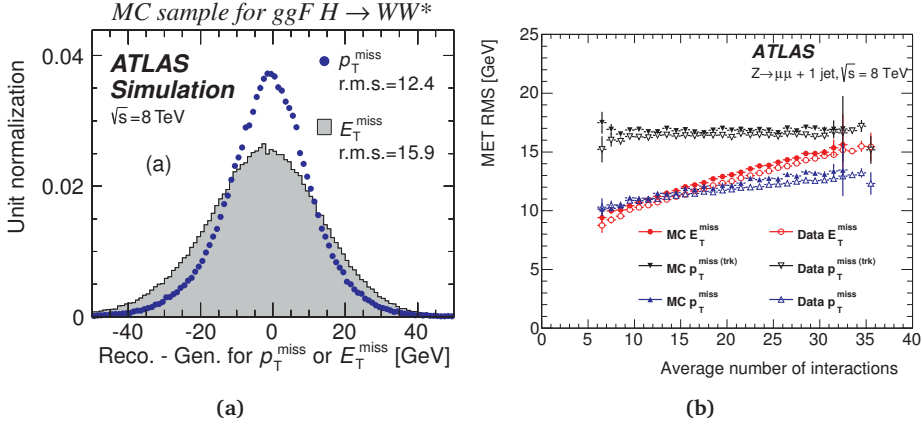 MC sample for ggF H → WW*
Unit normalization
0.04
0.02
0
ATLAS
Simulation
√s=8 TeV
(a)
p_T^miss
r.m.s.=12.4
E_T^miss
r.m.s.=15.9
-40 -20 0 20 40
Reco. - Gen. for p_T^miss or E_T^miss [GeV]
(a)
MET RMS [GeV]
25
20
15
10
5
0
ATLAS
Z→μμ + 1 jet, √s = 8 TeV
MC E_T^miss
Data E_T^miss
MC p_T^miss (trk)
Data p_T^miss (trk)
MC p_T^miss
Data p_T^miss
0 5 10 15 20 25 30 35 40
Average number of interactions
(b)